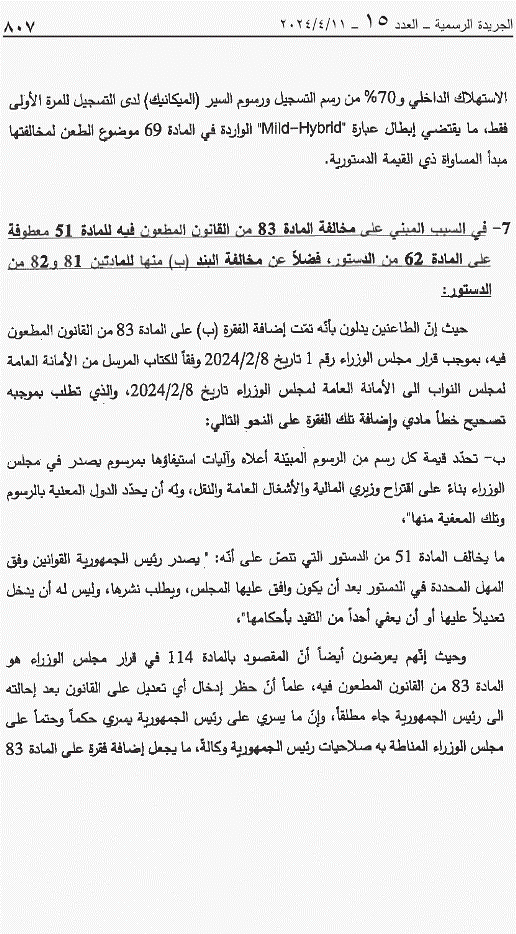 الجريدة الرسمية – العدد ١٥ – ٢٠٢٤/٤/١١
٨٠٧
الاستهلاك الداخلي و70% من رسم التسجيل ورسوم السير (الميكانيك) لدى التسجيل للمرة الأولى
فقط، ما يقتضي إبطال عبارة "Mild-Hybrid" الواردة في المادة 69 موضوع الطعن لمخالفتها
مبدأ المساواة ذي القيمة الدستورية.
7- في السبب المبني على مخالفة المادة 83 من القانون المطعون فيه للمادة 51 معطوفة
على المادة 62 من الدستور، فضلاً عن مخالفة البند (ب) منها للمادتين 81 و82 من
الدستور:
حيث إنّ الطاعنين يدلون بأنّه تمّت إضافة الفقرة (ب) على المادة 83 من القانون المطعون
فيه، بموجب قرار مجلس الوزراء رقم 1 تاريخ 2024/2/8 وفقاً للكتاب المرسل من الأمانة العامة
لمجلس النواب الى الأمانة العامة لمجلس الوزراء تاريخ 2024/2/8، والذي تطلب بموجبه
تصحيح خطأ مادي وإضافة تلك الفقرة على النحو التالي:
ب- تحدّد قيمة كل رسم من الرسوم المبيّنة أعلاه وآليات استيفاؤها بمرسوم يصدر في مجلس
الوزراء بناءً على اقتراح وزيري المالية والأشغال العامة والنقل، وله أن يحدّد الدول المعنية بالرسوم
وتلك المعفية منها"،
ما يخالف المادة 51 من الدستور التي تنصّ على أنّه: " يصدر رئيس الجمهورية القوانين وفق
المهل المحددة في الدستور بعد أن يكون وافق عليها المجلس، ويطلب نشرها، وليس له أن يدخل
تعديلاً عليها أو أن يعفي أحداً من التقيد بأحكامها"،
وحيث إنّهم يعرضون أيضاً أنّ المقصود بالمادة 114 في قرار مجلس الوزراء هو
المادة 83 من القانون المطعون فيه، علماً أنّ حظر إدخال أي تعديل على القانون بعد إحالته
الى رئيس الجمهورية جاء مطلقاً، وإنّ ما يسري على رئيس الجمهورية يسري حكماً وحتماً على
مجلس الوزراء المناطة به صلاحيات رئيس الجمهورية وكالةً، ما يجعل إضافة فقرة على المادة 83